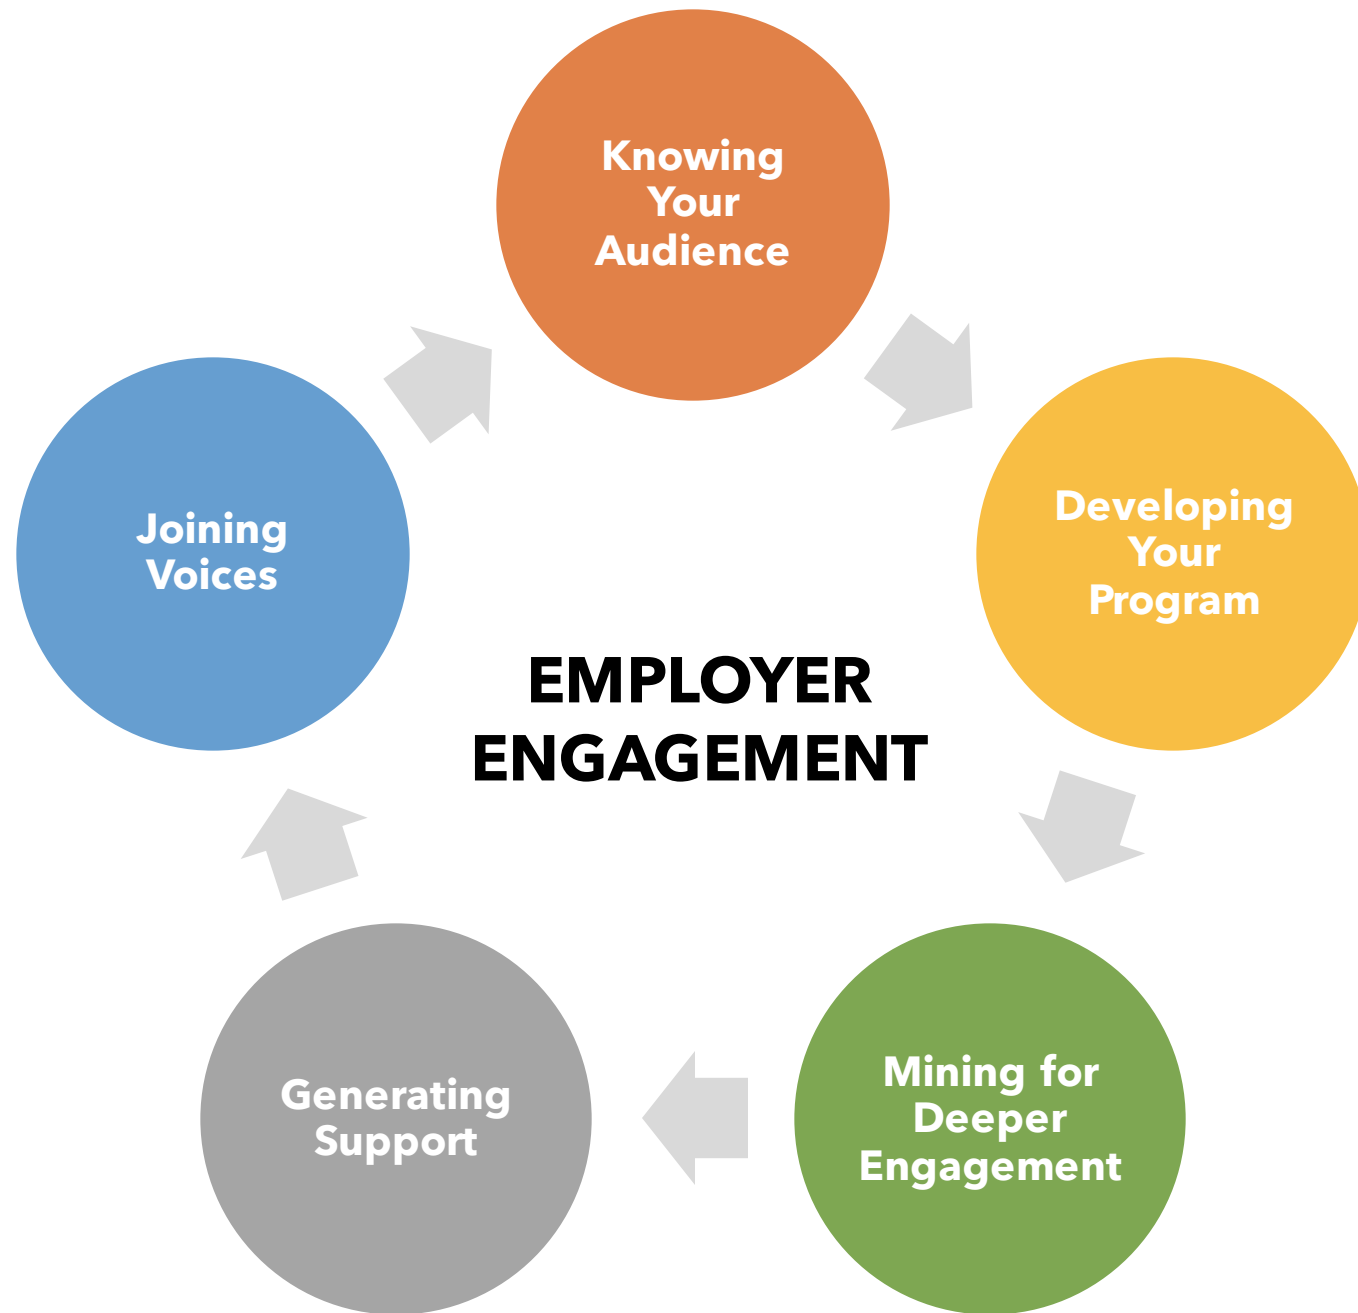 Knowing
Your
Audience
Developing
Your
Program
Mining for
Deeper
Engagement
Generating
Support
Joining
Voices
EMPLOYER
ENGAGEMENT